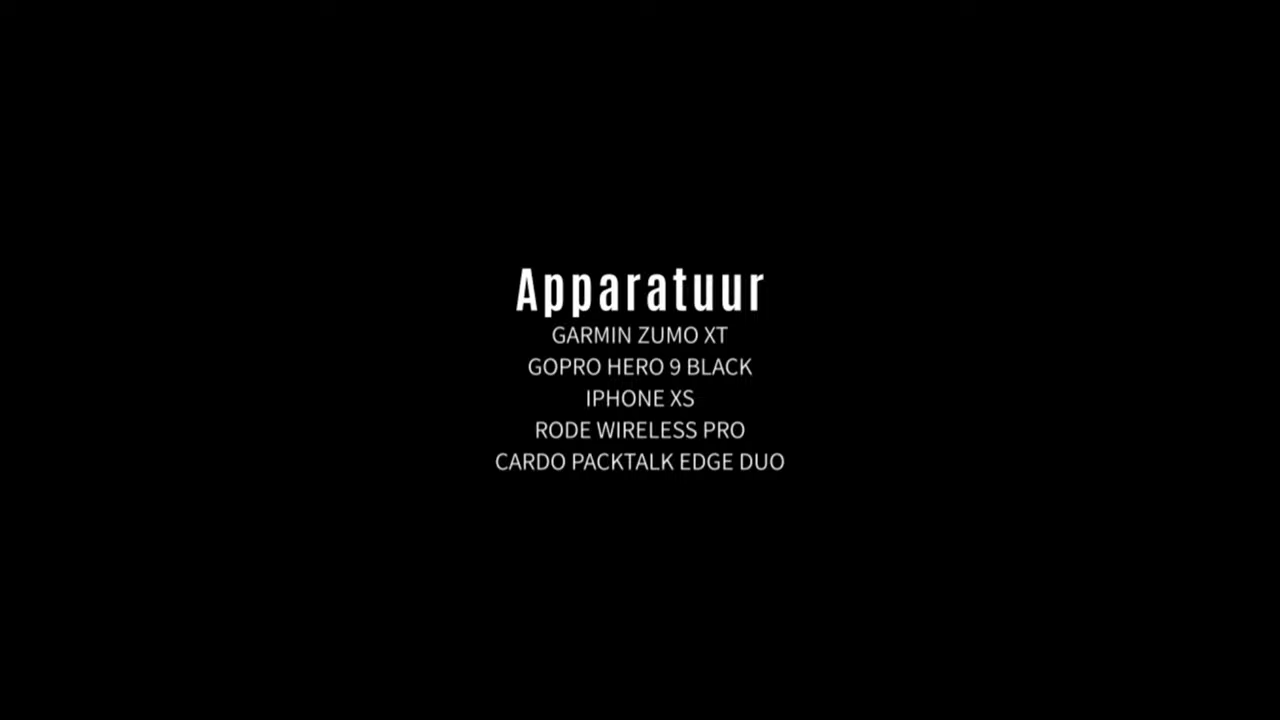 Apparatuur
GARMIN ZUMO XT
GOPRO HERO 9 BLACK
IPHONE XS
RODE WIRELESS PRO
CARDO PACKTALK EDGE DUO